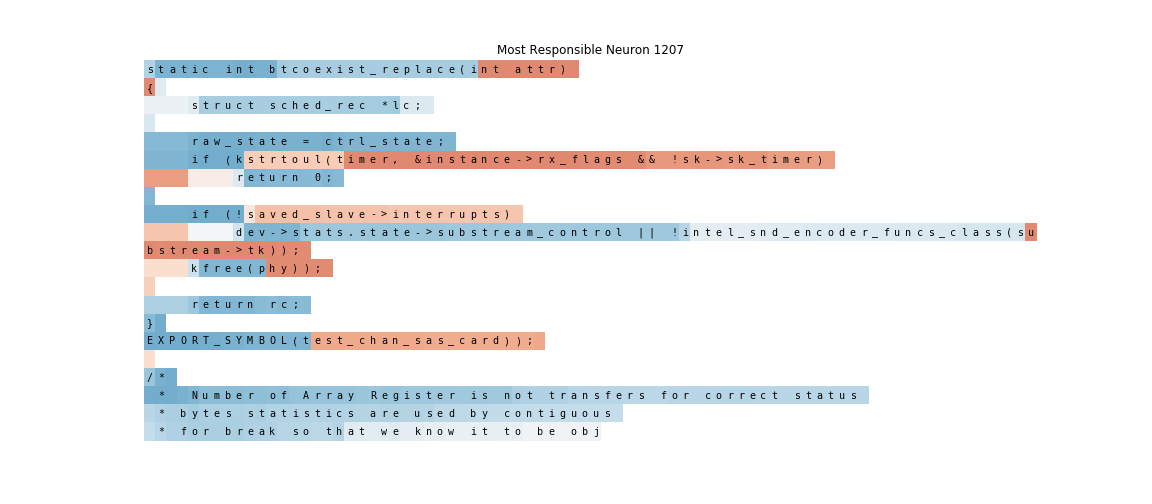 Most Responsible Neuron 1207
static int btcoexist_replace(int attr)
{
struct sched_rec *lc;
raw_state = ctrl_state;
if (kstrtoul(timer, &instance->rx_flags && !sk->sk_timer)
return 0;
if (!saved_slave->interrupts)
dev->stats.state->substream_control || !intel_snd_encoder_funcs_class(su
bstream->tk));
kfree(phy));
return rc;
}
EXPORT_SYMBOL(test_chan_sas_card));
/*
* Number of Array Register is not transfers for correct status
* bytes statistics are used by contiguous
* for break so that we know it to be obj